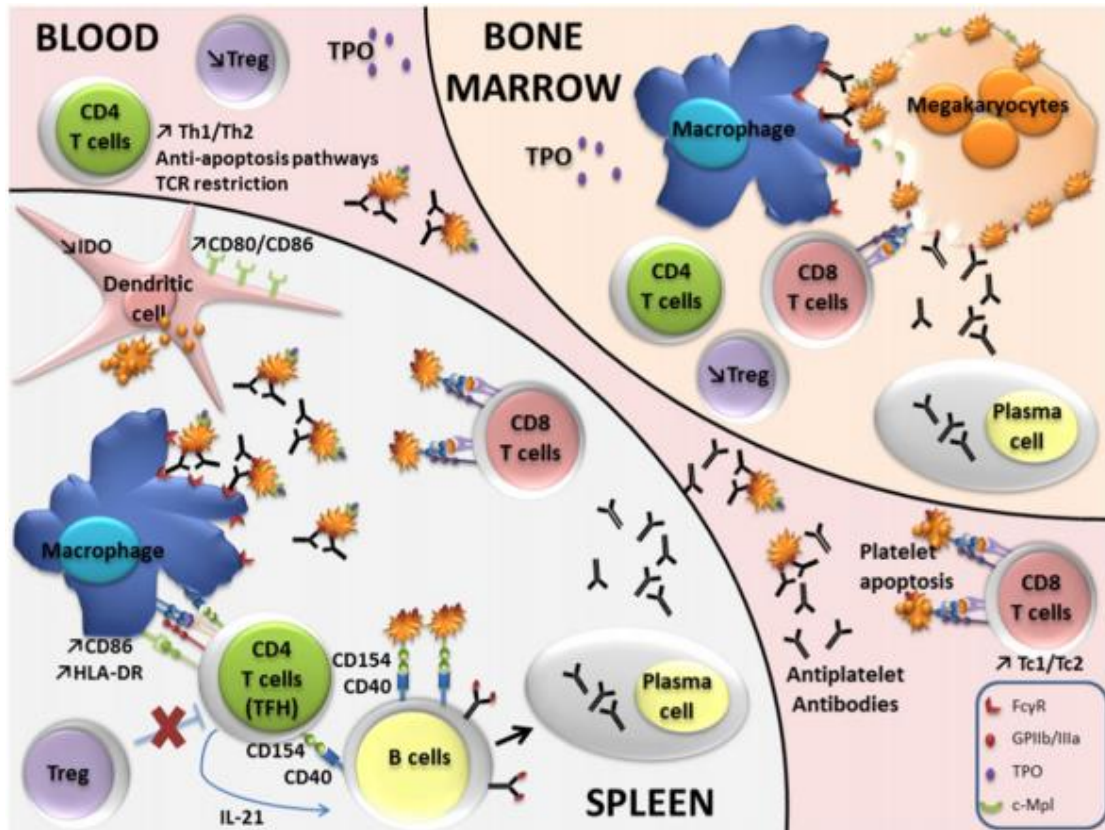 BLOOD
↘Treg
TPO
CD4
T cells
↗ Th1/Th2
Anti-apoptosis pathways
TCR restriction
BONE
MARROW
Macrophage
Megakaryocytes
TPO
CD4
T cells
CD8
T cells
↘Treg
Plasma
cell
↘IDO
↗CD80/CD86
Dendritic
cell
CD8
T cells
Macrophage
↗CD86
↗HLA-DR
CD4
T cells
(TFH)
CD154
CD40
Plasma
cell
Treg
CD154
CD40
B cells
IL-21
SPLEEN
Platelet
apoptosis
CD8
T cells
↗ Tc1/Tc2
Antiplatelet
Antibodies
FcγR
GPIIb/IIIa
TPO
c-Mpl